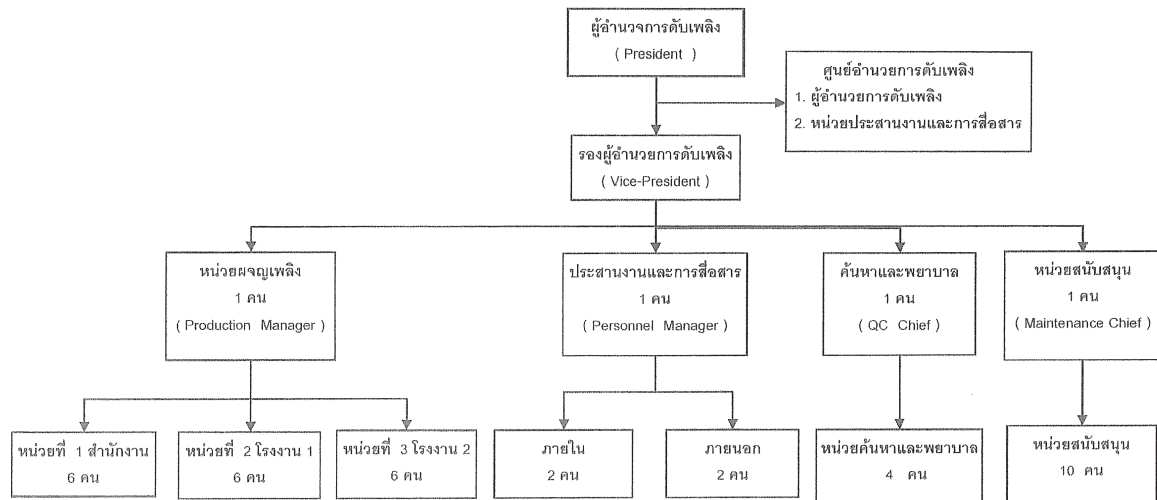 ผู้อำนวจการดับเพลิง
( President )
ศูนย์อำนวยการดับเพลิง
1. ผู้อำนวยการดับเพลิง
2. หน่วยประสานงานและการสื่อสาร
รองผู้อำนวยการดับเพลิง
( Vice-President )
หน่วยผจญเพลิง
1 คน
( Production Manager )
ประสานงานและการสื่อสาร
1 คน
( Personnel Manager )
ค้นหาและพยาบาล
1 คน
( QC Chief )
หน่วยสนับสนุน
1 คน
( Maintenance Chief )
หน่วยที่ 1 สำนักงาน
6 คน
หน่วยที่ 2 โรงงาน 1
6 คน
หน่วยที่ 3 โรงงาน 2
6 คน
ภายใน
2 คน
ภายนอก
2 คน
หน่วยค้นหาและพยาบาล
4 คน
หน่วยสนับสนุน
10 คน